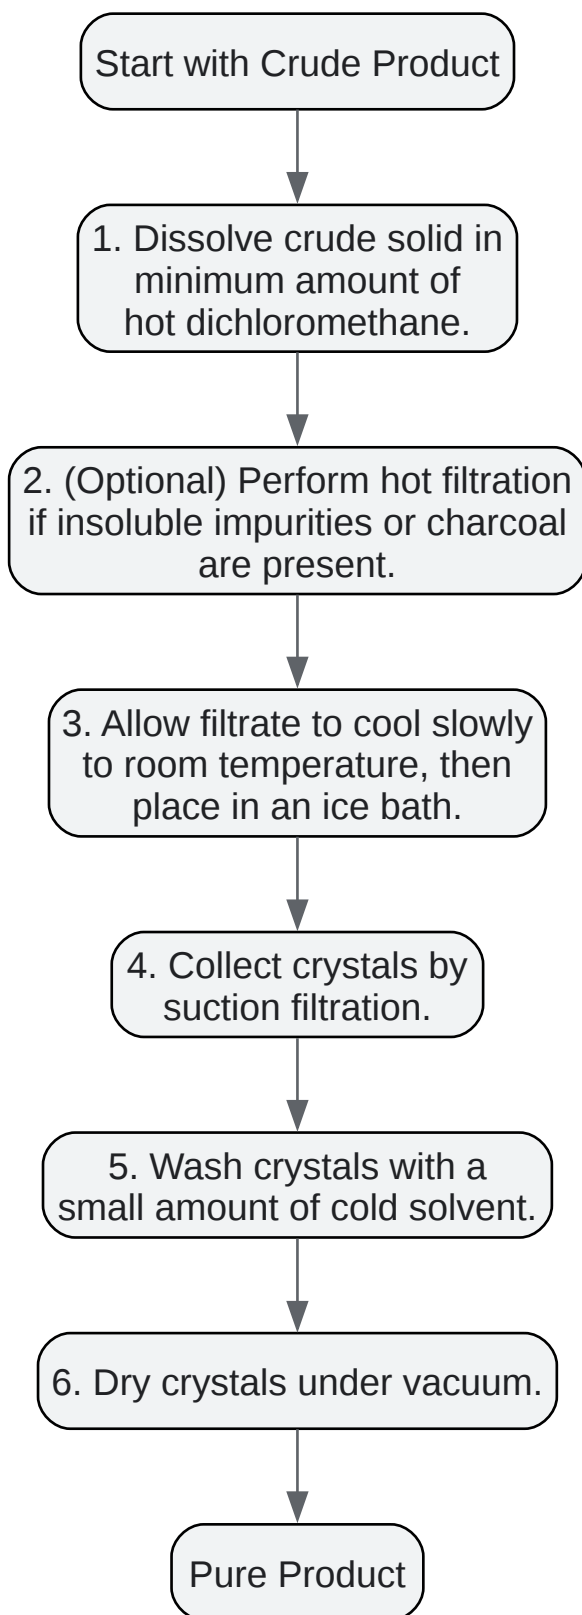 Start with Crude Product
1. Dissolve crude solid in
minimum amount of
hot dichloromethane.
2. (Optional) Perform hot filtration
if insoluble impurities or charcoal
are present.
3. Allow filtrate to cool slowly
to room temperature, then
place in an ice bath.
4. Collect crystals by
suction filtration.
5. Wash crystals with a
small amount of cold solvent.
6. Dry crystals under vacuum.
Pure Product